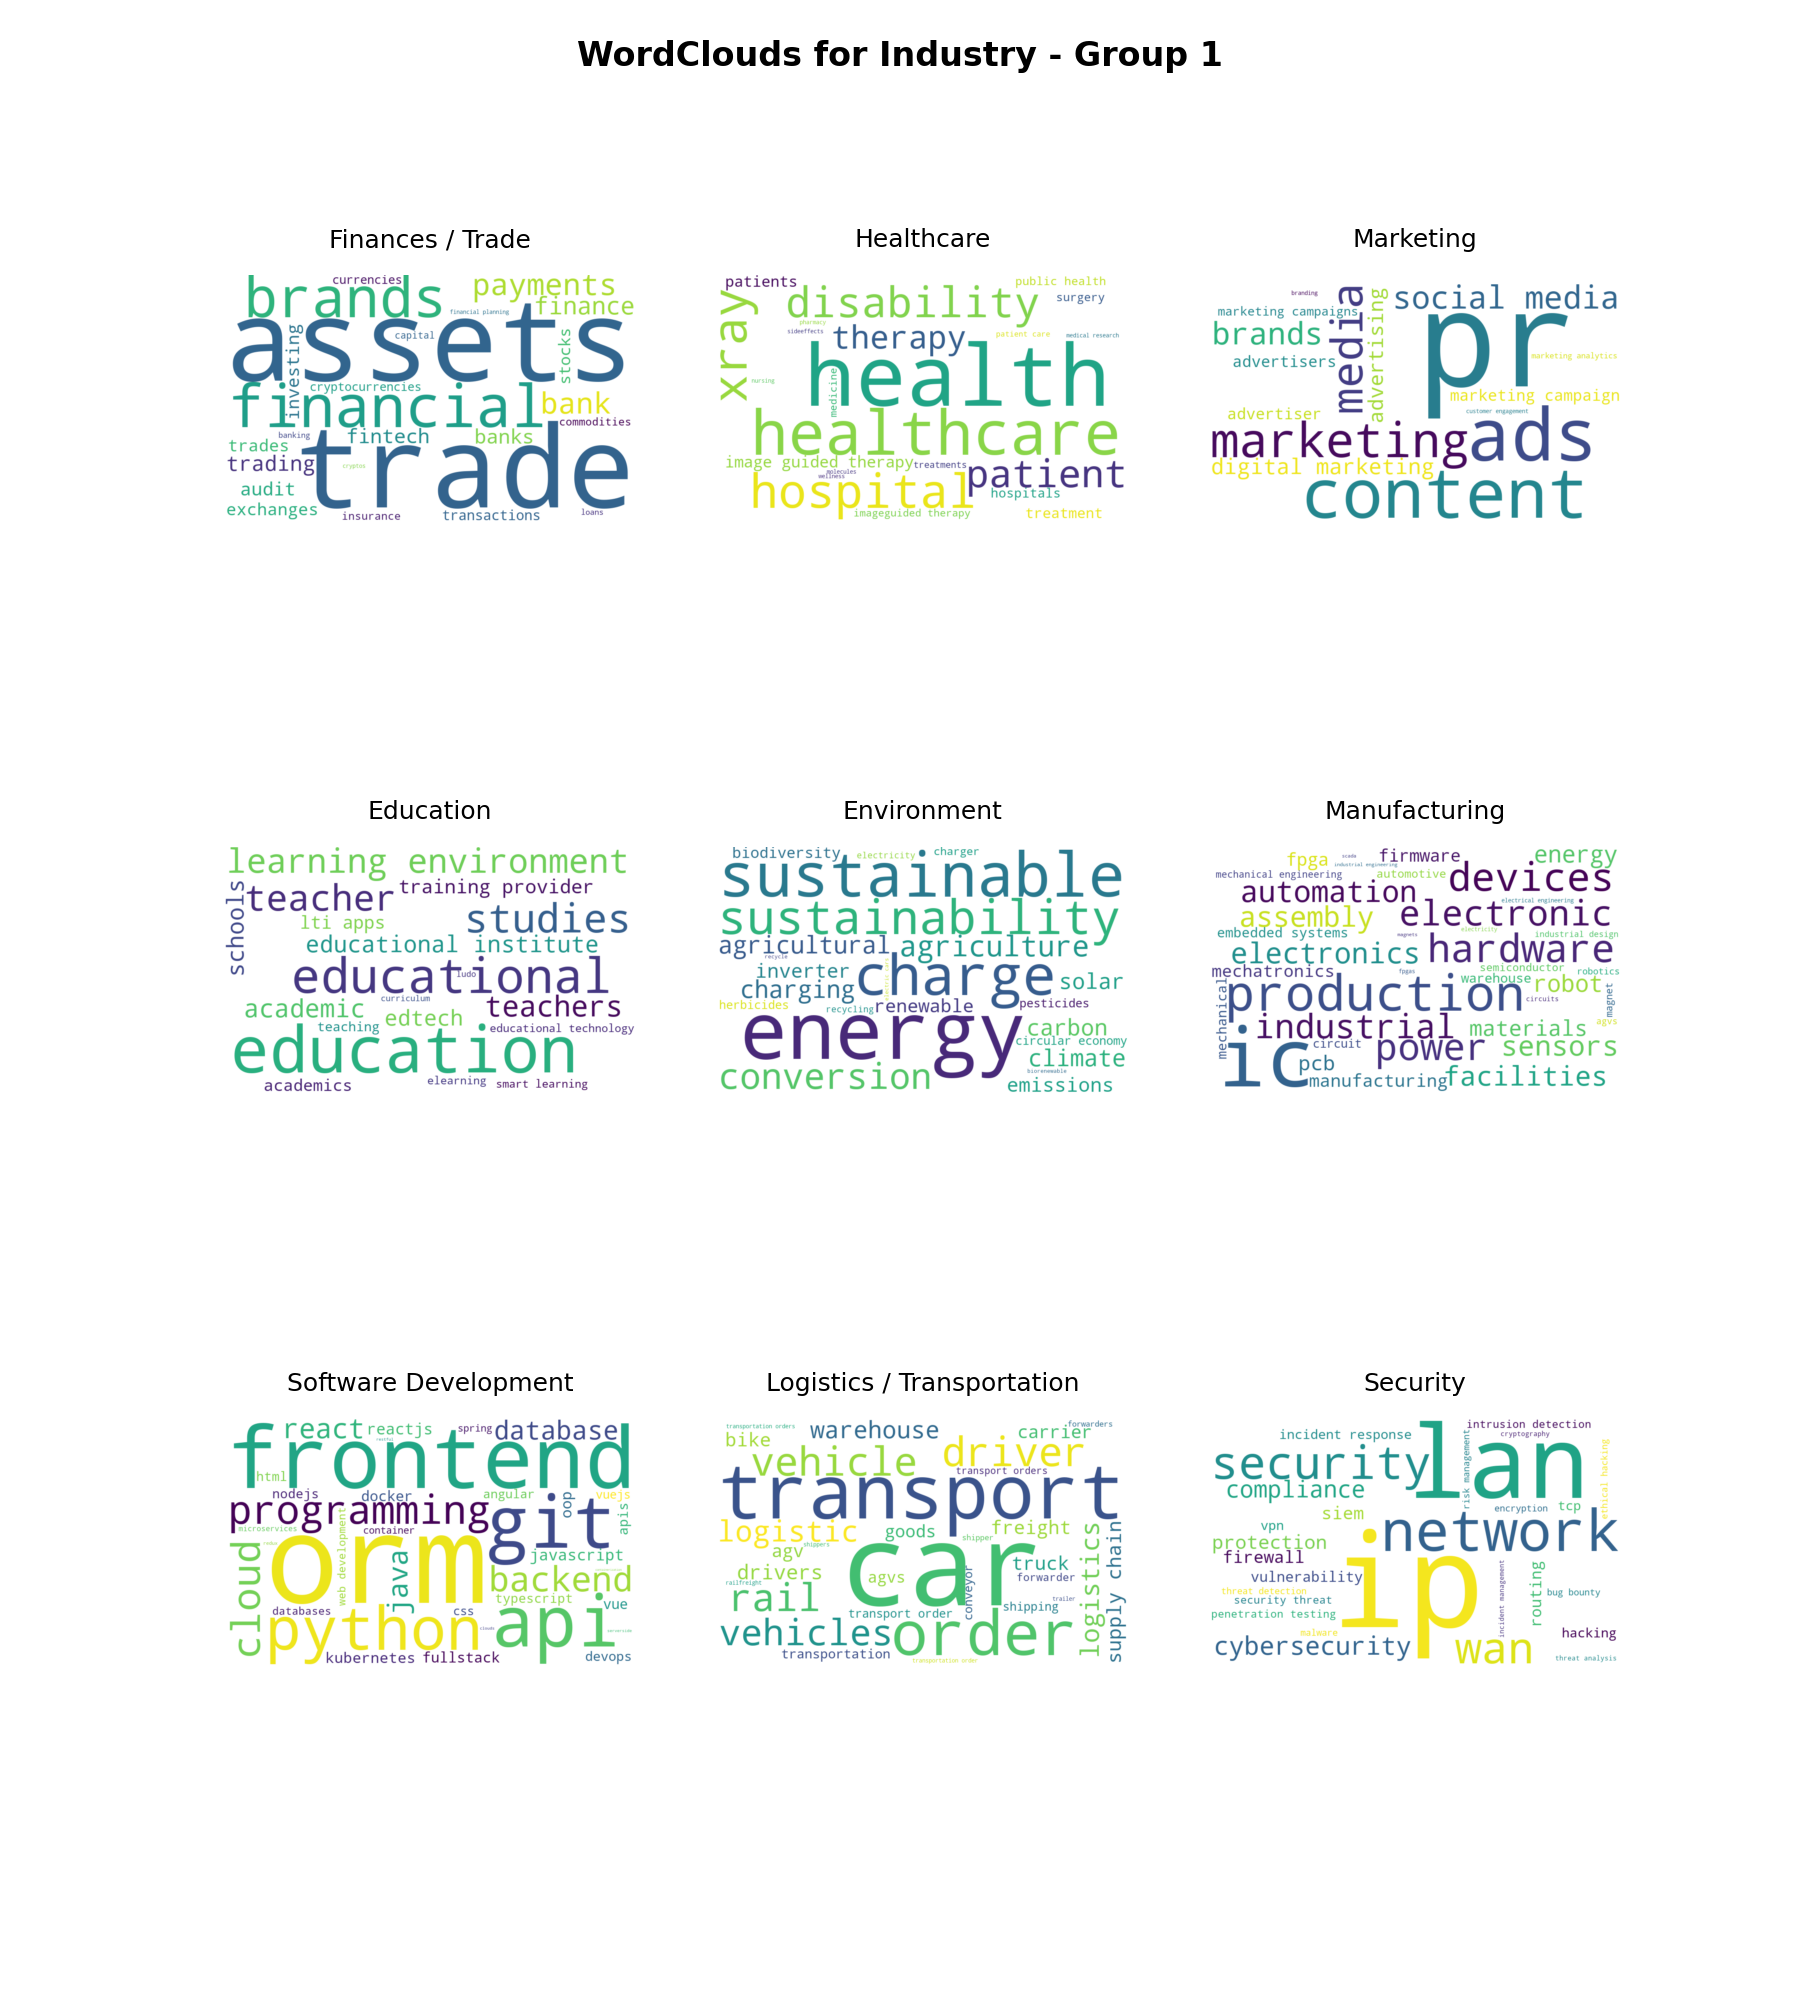 WordClouds for Industry - Group 1
Finances / Trade
currencies
brands
payments
finance
financial planning
assets
capital
investing
stocks
cryptocurrencies
financial
bank
commodities
banking
fintech
banks
trades
trading
cryptos
trade
audit
exchanges
insurance
transactions
loans
Healthcare
patients
public health
surgery
xray
disability
pharmacy
sideeffects
therapy
patient care
medical research
health
nursing
medicine
healthcare
image guided therapy
treatments
molecules
wellness
patient
hospital
hospitals
imageguided therapy
treatment
Marketing
branding
social media
marketing campaigns
media
advertising
brands
pr
marketing analytics
advertisers
marketing campaign
advertiser
customer engagement
marketing
ads
digital marketing
content
Education
learning environment
schools
teacher
training provider
lti apps
studies
educational institute
educational
ludo
curriculum
academic
edtech
teachers
teaching
educational technology
education
academics
elearning
smart learning
Environment
biodiversity
electricity
charger
sustainable
sustainability
agricultural
agriculture
recycle
inverter
charge
solar
charging
herbicides
recycling
renewable
pesticides
energy
carbon
circular economy
climate
biorenewable
conversion
emissions
Manufacturing
fpga
scada
industrial engineering
firmware
energy
mechanical engineering
automotive
devices
automation
electrical engineering
assembly
electronic
embedded systems
magnets
electricity
industrial design
electronics
hardware
mechatronics
fpgas
semiconductor
robotics
warehouse
robot
mechanical
production
circuits
magnet
industrial
materials
agvs
ic
circuit
power
sensors
pcb
manufacturing
facilities
Software Development
react
reactjs
spring
database
restful
frontend
html
nodejs
docker
angular
oop
vuejs
programming
git
apis
microservices
container
web development
redux
orm
java
javascript
cloud
backend
typescript
vue
databases
css
python
api
clouds
serverside
kubernetes
fullstack
devops
Logistics / Transportation
transportation orders
warehouse
carrier
forwarders
bike
vehicle
driver
transport orders
transport
logistic
goods
freight
shipper
shippers
agv
car
truck
logistics
supply chain
drivers
agvs
conveyor
forwarder
rail
trailer
transport order
shipping
vehicles
order
transportation
transportation order
railfreight
Security
intrusion detection
incident response
cryptography
lan
security
risk management
ethical hacking
compliance
siem
encryption
tcp
vpn
network
protection
firewall
ip
vulnerability
incident management
routing
threat detection
bug bounty
security threat
penetration testing
malware
hacking
cybersecurity
wan
threat analysis